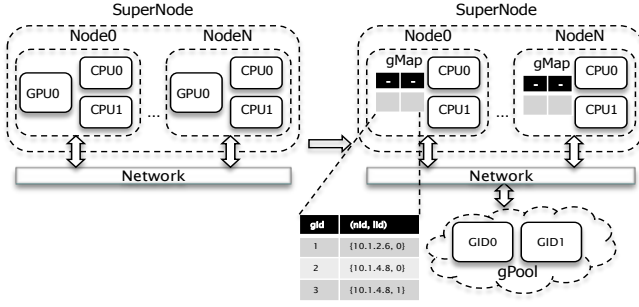 SuperNode
Node0
NodeN
GPU0
CPU0
CPU1
...
GPU0
CPU0
CPU1
Network
SuperNode
Node0
NodeN
gMap
- -
CPU0
CPU1
...
gMap
- -
CPU0
CPU1
Network
gid (nid, lid)
1 {10.1.2.6, 0}
2 {10.1.4.8, 0}
3 {10.1.4.8, 1}
GID0
GID1
gPool